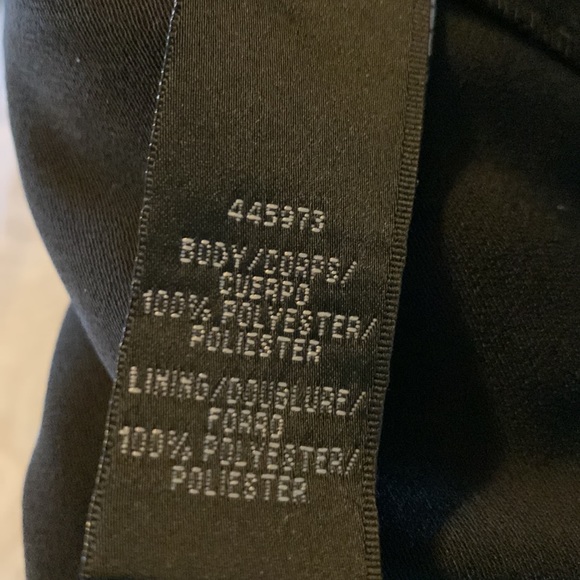 445973
BODY/CORPS/
CUERPO
100% POLYESTER/
POLIESTER
LINING/DOUBLURE/
FORRO
100% POLYESTER/
POLIESTER